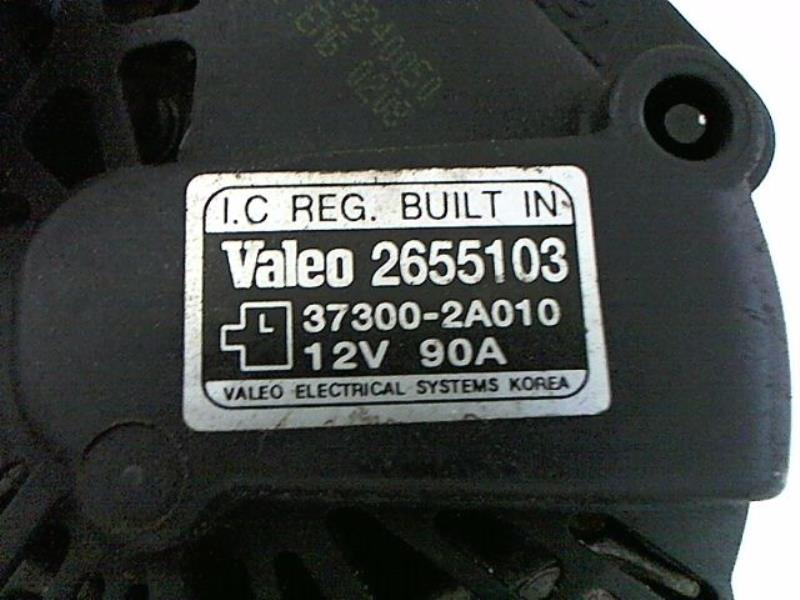 I.C REG. BUILT IN
Valeo 2655103
L 37300-2A010
12V 90A
VALEO ELECTRICAL SYSTEMS KOREA